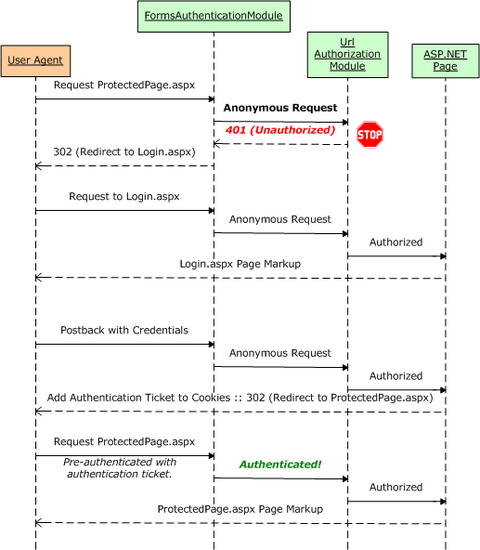 FormsAuthenticationModule
User Agent
Url
Authorization
Module
ASP.NET
Page
Request ProtectedPage.aspx
Anonymous Request
401 (Unauthorized)
STOP
302 (Redirect to Login.aspx)
Request to Login.aspx
Anonymous Request
Authorized
Login.aspx Page Markup
Postback with Credentials
Anonymous Request
Authorized
Add Authentication Ticket to Cookies :: 302 (Redirect to ProtectedPage.aspx)
Request ProtectedPage.aspx
Pre-authenticated with
authentication ticket.
Authenticated!
Authorized
ProtectedPage.aspx Page Markup